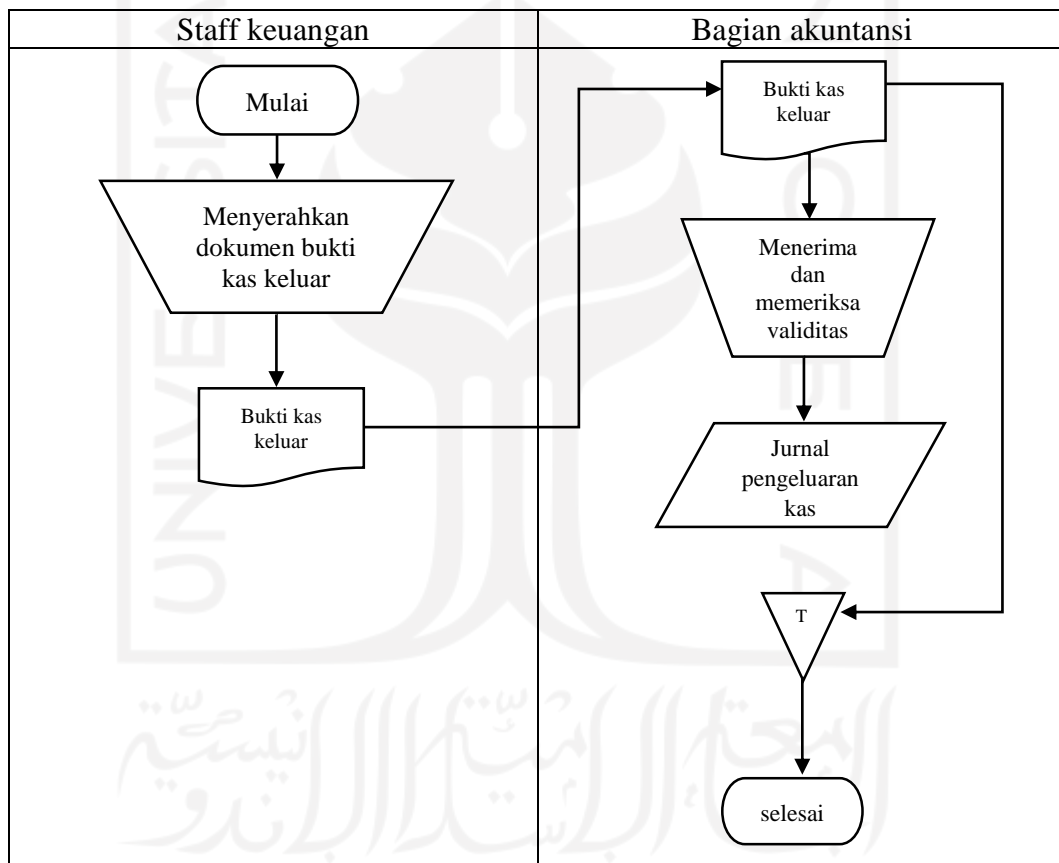 Staff keuangan
Bagian akuntansi
Mulai
Menyerahkan
dokumen bukti
kas keluar
Bukti kas
keluar
Bukti kas
keluar
Menerima
dan
memeriksa
validitas
Jurnal
pengeluaran
kas
T
selesai